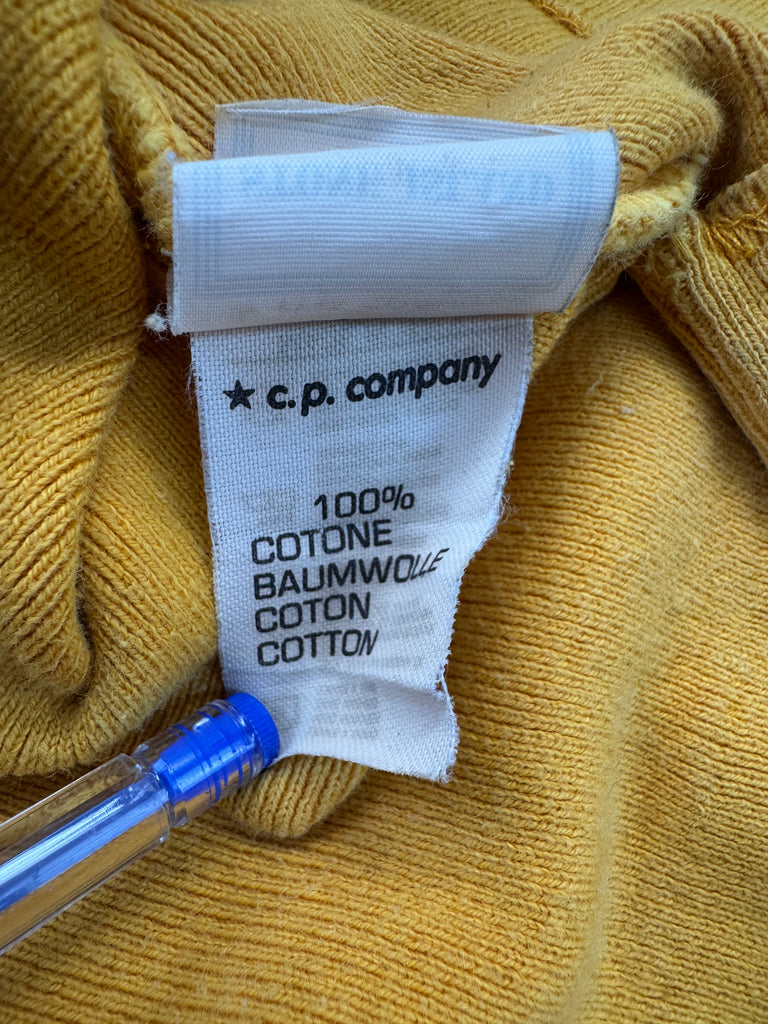 ★ c.p. company
100%
COTONE
BAUMWOLLE
COTON
COTTON